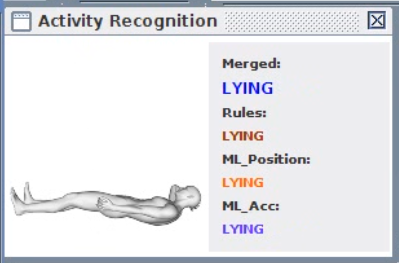 Activity Recognition
Merged:
LYING
Rules:
LYING
ML_Position:
LYING
ML_Acc:
LYING